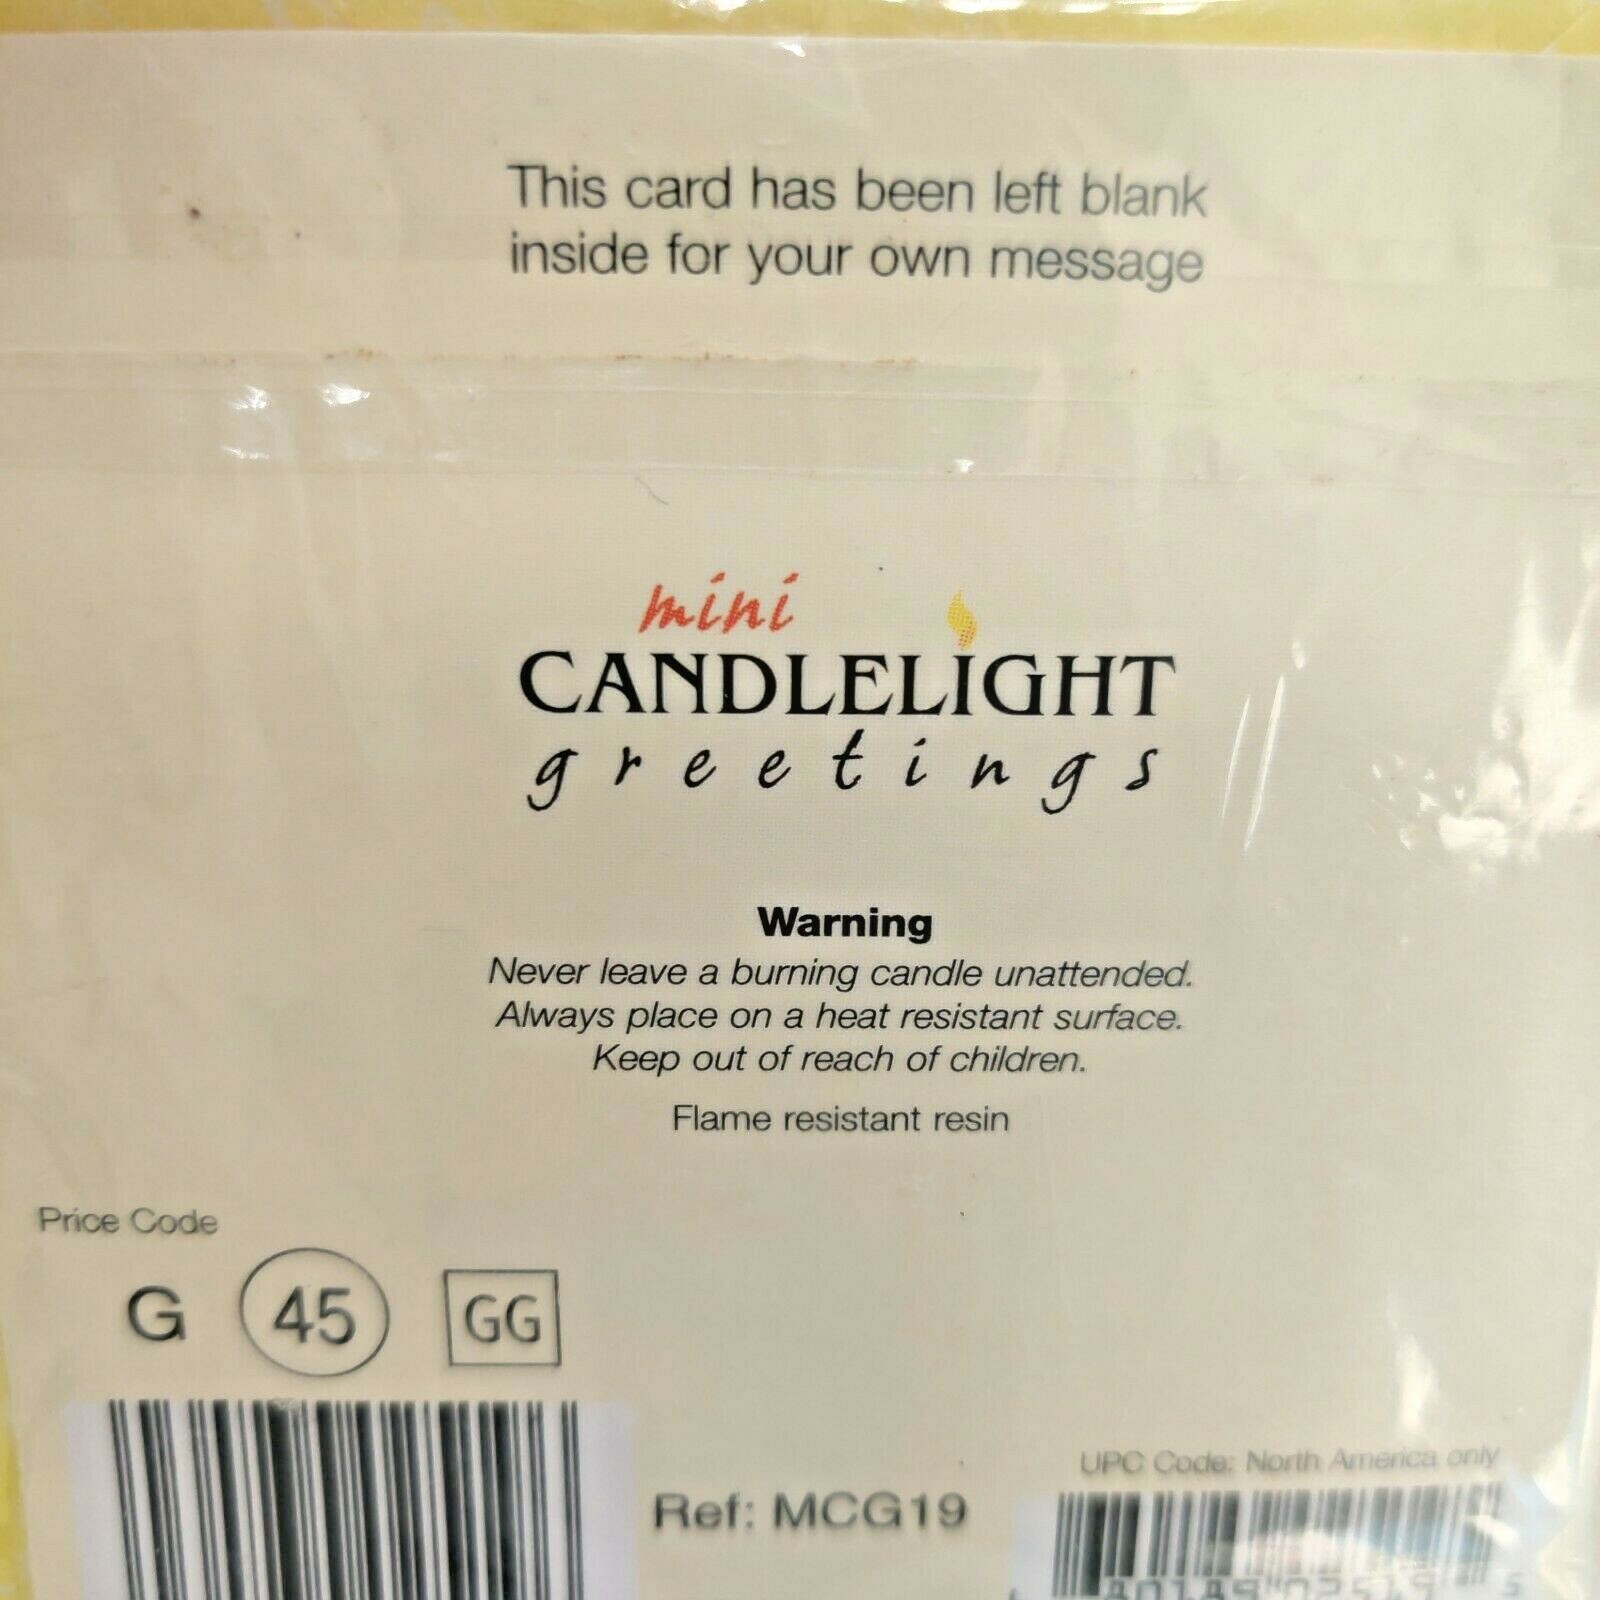 This card has been left blank
inside for your own message
mini
CANDLELIGHT
greetings
Warning
Never leave a burning candle unattended.
Always place on a heat resistant surface.
Keep out of reach of children.
Flame resistant resin
Price Code
G 45 GG
UPC Code: North America only
Ref: MCG19